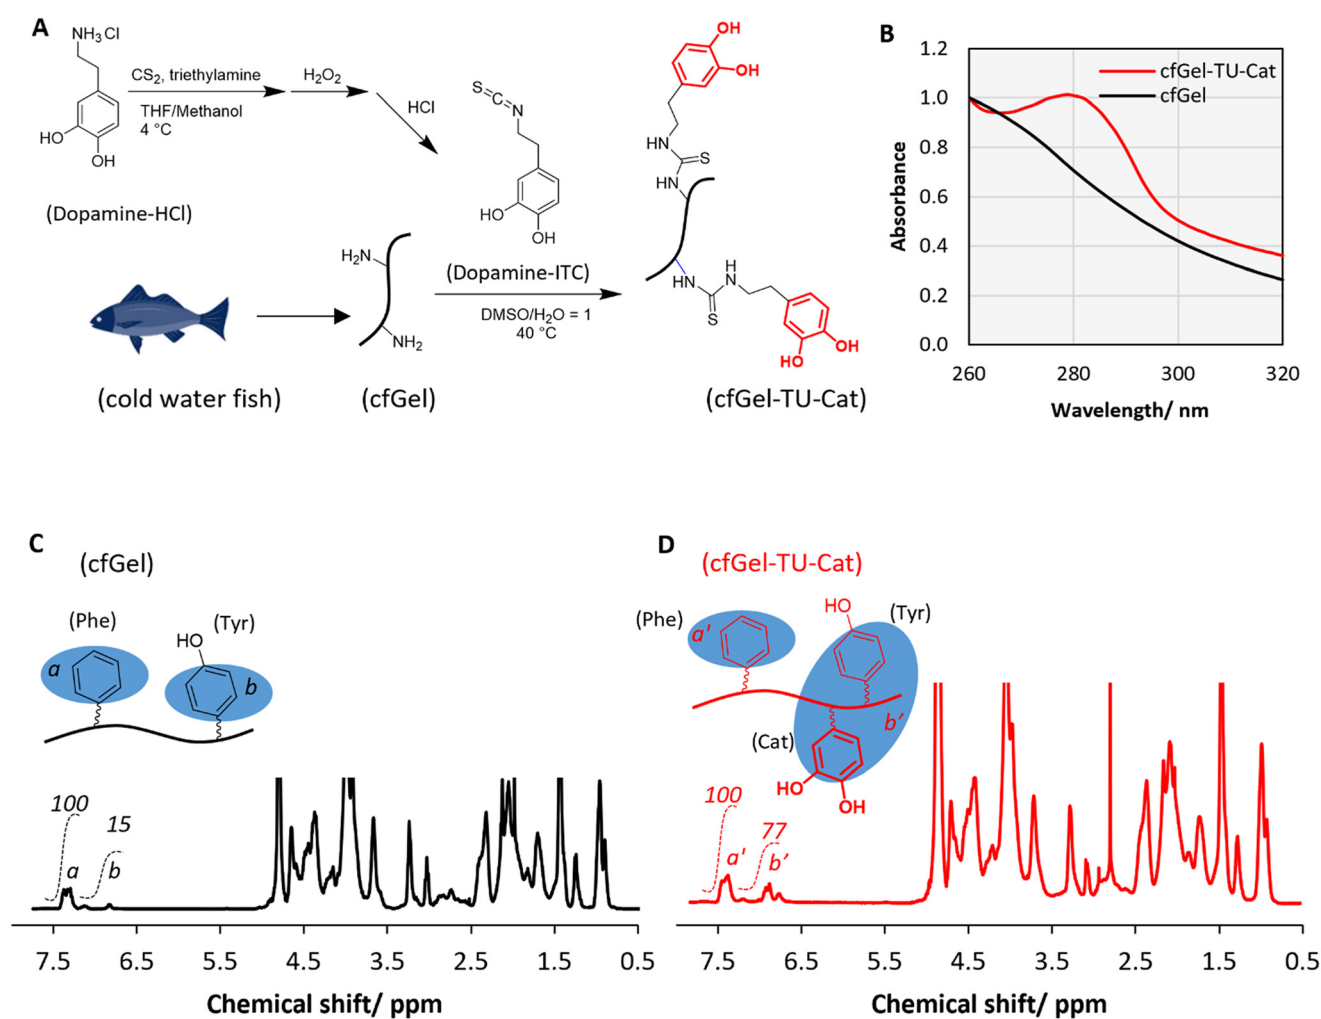 A
NH₃Cl
HO
OH
(Dopamine-HCl)
CS₂, triethylamine
THF/Methanol
4 °C
H₂O₂
HCl
S
C
N
HO
OH
(Dopamine-ITC)
(cold water fish)
H₂N
NH₂
(cfGel)
DMSO/H₂O = 1
40 °C
OH
OH
HN
S
HN
NH
S
H
N
HO
OH
(cfGel-TU-Cat)
B
1.2
1.0
0.8
0.6
0.4
0.2
0.0
Absorbance
cfGel-TU-Cat
cfGel
260 280 300 320
Wavelength/ nm
C
(cfGel)
(Phe)
a
HO
(Tyr)
b
100
15
a
b
7.5 6.5 5.5 4.5 3.5 2.5 1.5 0.5
Chemical shift/ ppm
D
(cfGel-TU-Cat)
(Phe)
a'
HO
(Tyr)
b'
(Cat)
HO
OH
100
77
a'
b'
7.5 6.5 5.5 4.5 3.5 2.5 1.5 0.5
Chemical shift/ ppm